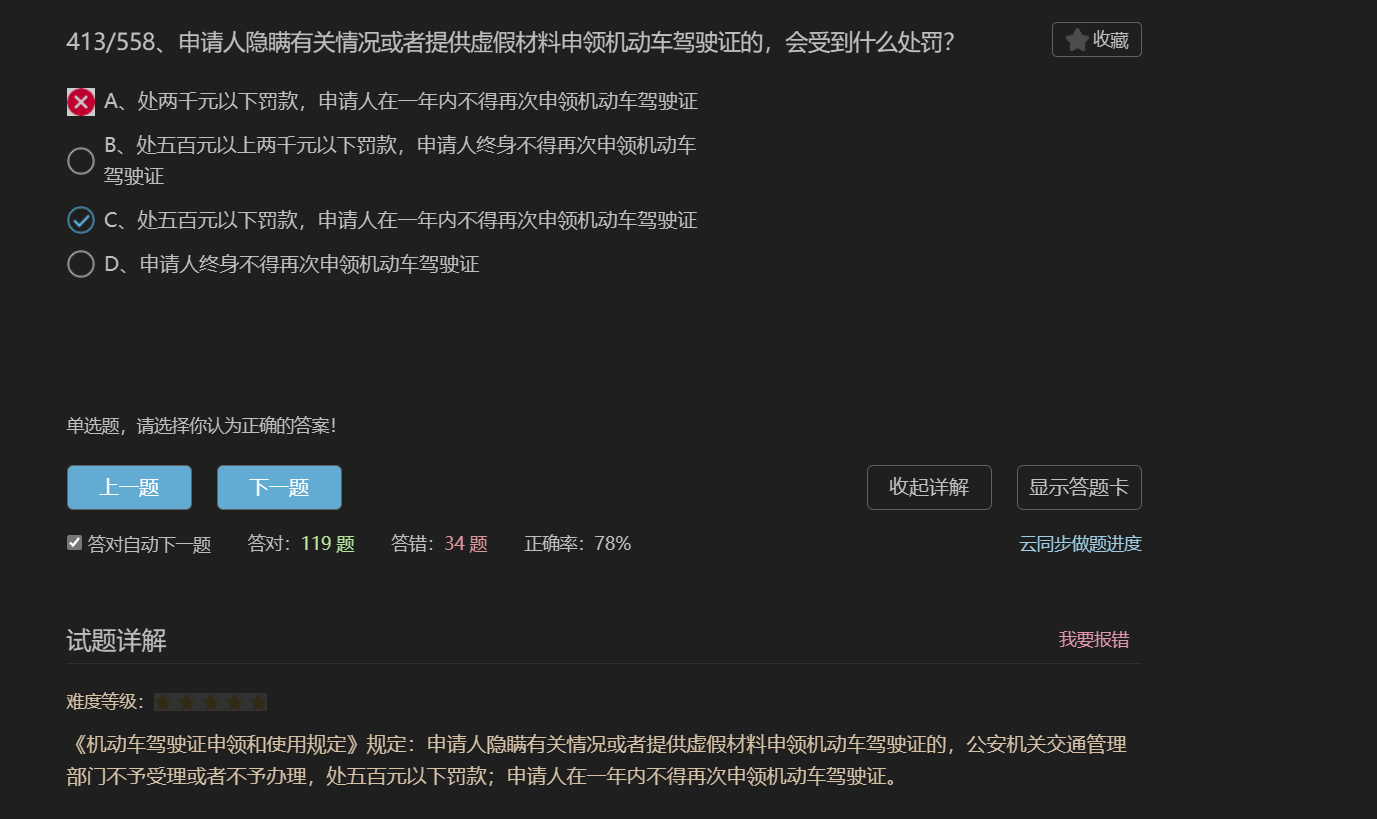 413/558、申请人隐瞒有关情况或者提供虚假材料申领机动车驾驶证的，会受到什么处罚？
收藏
A、处两千元以下罚款，申请人在一年内不得再次申领机动车驾驶证
B、处五百元以上两千元以下罚款，申请人终身不得再次申领机动车
驾驶证
C、处五百元以下罚款，申请人在一年内不得再次申领机动车驾驶证
D、申请人终身不得再次申领机动车驾驶证
单选题，请选择你认为正确的答案！
上一题 下一题 收起详解 显示答题卡
答对自动下一题 答对：119 题 答错：34 题 正确率：78% 云同步做题进度
试题详解 我要报错
难度等级：
《机动车驾驶证申领和使用规定》规定：申请人隐瞒有关情况或者提供虚假材料申领机动车驾驶证的，公安机关交通管理
部门不予受理或者不予办理，处五百元以下罚款；申请人在一年内不得再次申领机动车驾驶证。